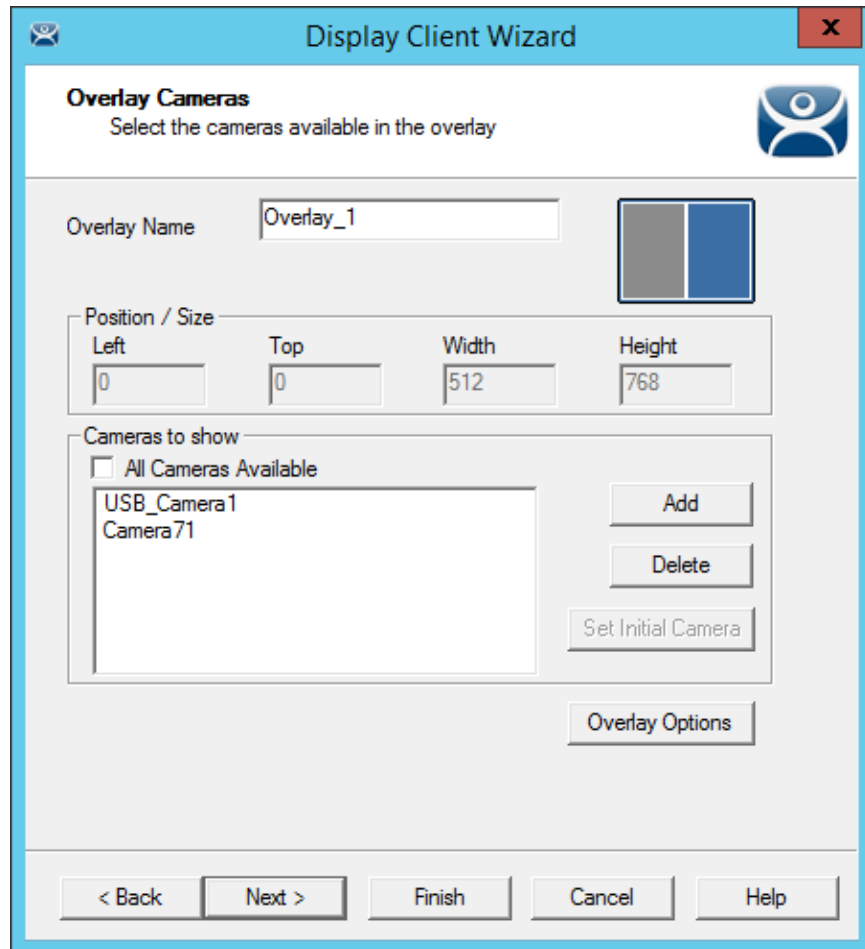 Display Client Wizard
x
Overlay Cameras
Select the cameras available in the overlay
Overlay Name
Overlay_1
Position / Size
Left Top Width Height
0 0 512 768
Cameras to show
All Cameras Available
USB_Camera1
Camera71
Add
Delete
Set Initial Camera
Overlay Options
< Back Next > Finish Cancel Help